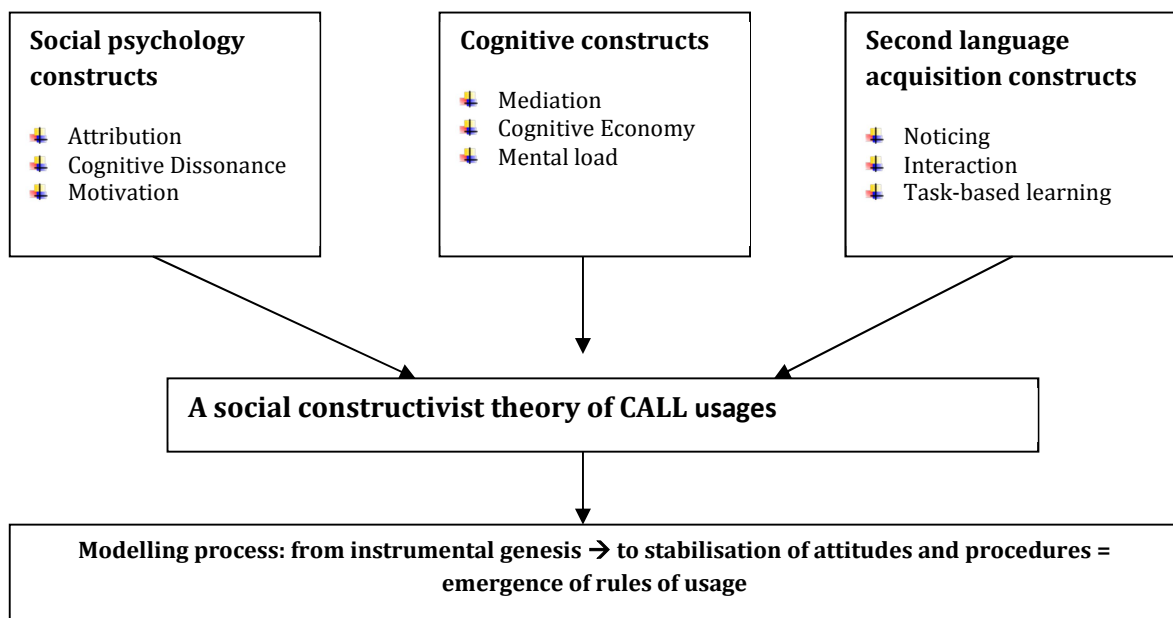 Social psychology
constructs
Attribution
Cognitive Dissonance
Motivation
Cognitive constructs
Mediation
Cognitive Economy
Mental load
Second language
acquisition constructs
Noticing
Interaction
Task-based learning
A social constructivist theory of CALL usages
Modelling process: from instrumental genesis → to stabilisation of attitudes and procedures =
emergence of rules of usage